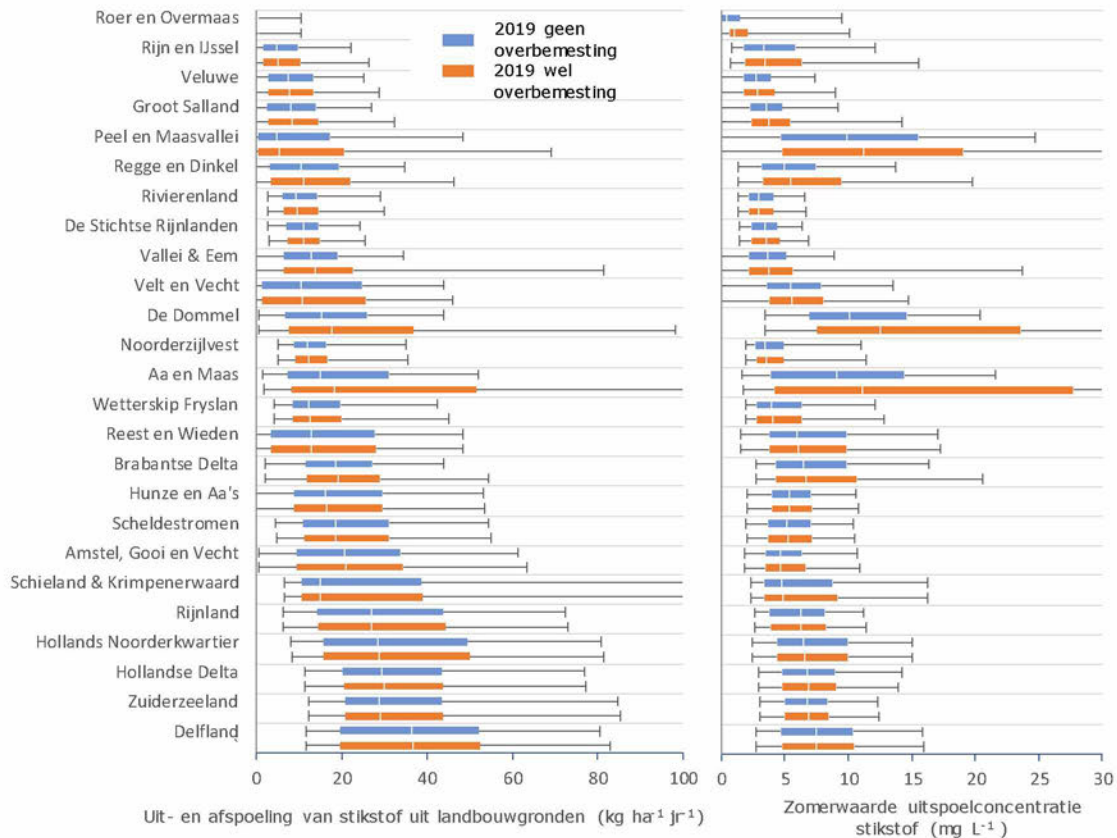 Roer en Overmaas
Rijn en IJssel
Veluwe
Groot Salland
Peel en Maasvallei
Regge en Dinkel
Rivierenland
De Stichtse Rijnlanden
Vallei & Eem
Velt en Vecht
De Dommel
Noorderzijlvest
Aa en Maas
Wetterskip Fryslan
Reest en Wieden
Brabantse Delta
Hunze en Aa's
Scheldestromen
Amstel, Gooi en Vecht
Schieland & Krimpenerwaard
Rijnland
Hollands Noorderkwartier
Hollandse Delta
Zuiderzeeland
Delfland
2019 geen
overbemesting
2019 wel
overbemesting
0 20 40 60 80 100
Uit- en afspoeling van stikstof uit landbouwgronden (kg ha⁻¹ jr⁻¹)
0 5 10 15 20 25 30
Zomerwaarde uitspoelconcentratie
stikstof (mg L⁻¹)